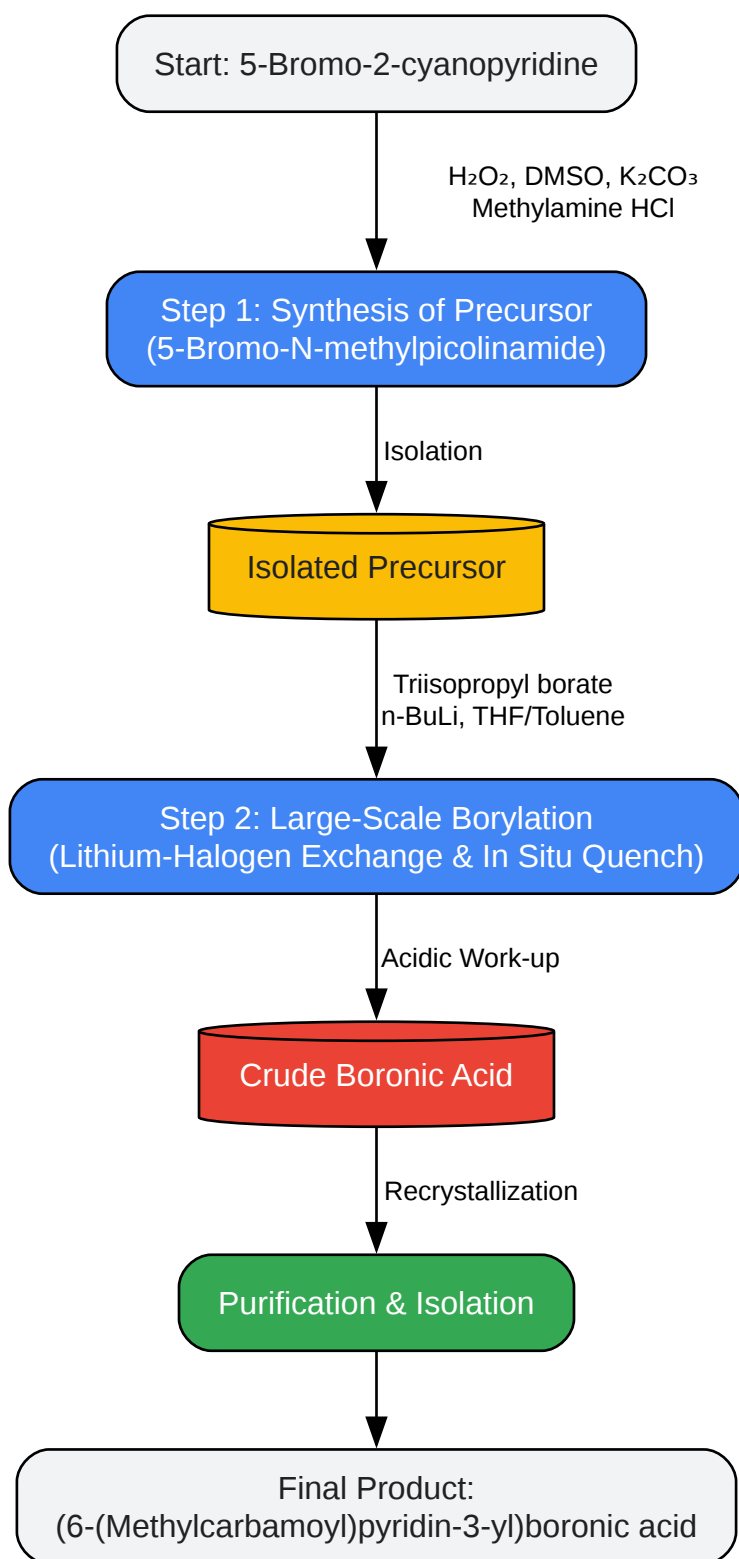 Start: 5-Bromo-2-cyanopyridine
H₂O₂, DMSO, K₂CO₃
Methylamine HCl
Step 1: Synthesis of Precursor
(5-Bromo-N-methylpicolinamide)
Isolation
Isolated Precursor
Triisopropyl borate
n-BuLi, THF/Toluene
Step 2: Large-Scale Borylation
(Lithium-Halogen Exchange & In Situ Quench)
Acidic Work-up
Crude Boronic Acid
Recrystallization
Purification & Isolation
Final Product:
(6-(Methylcarbamoyl)pyridin-3-yl)boronic acid